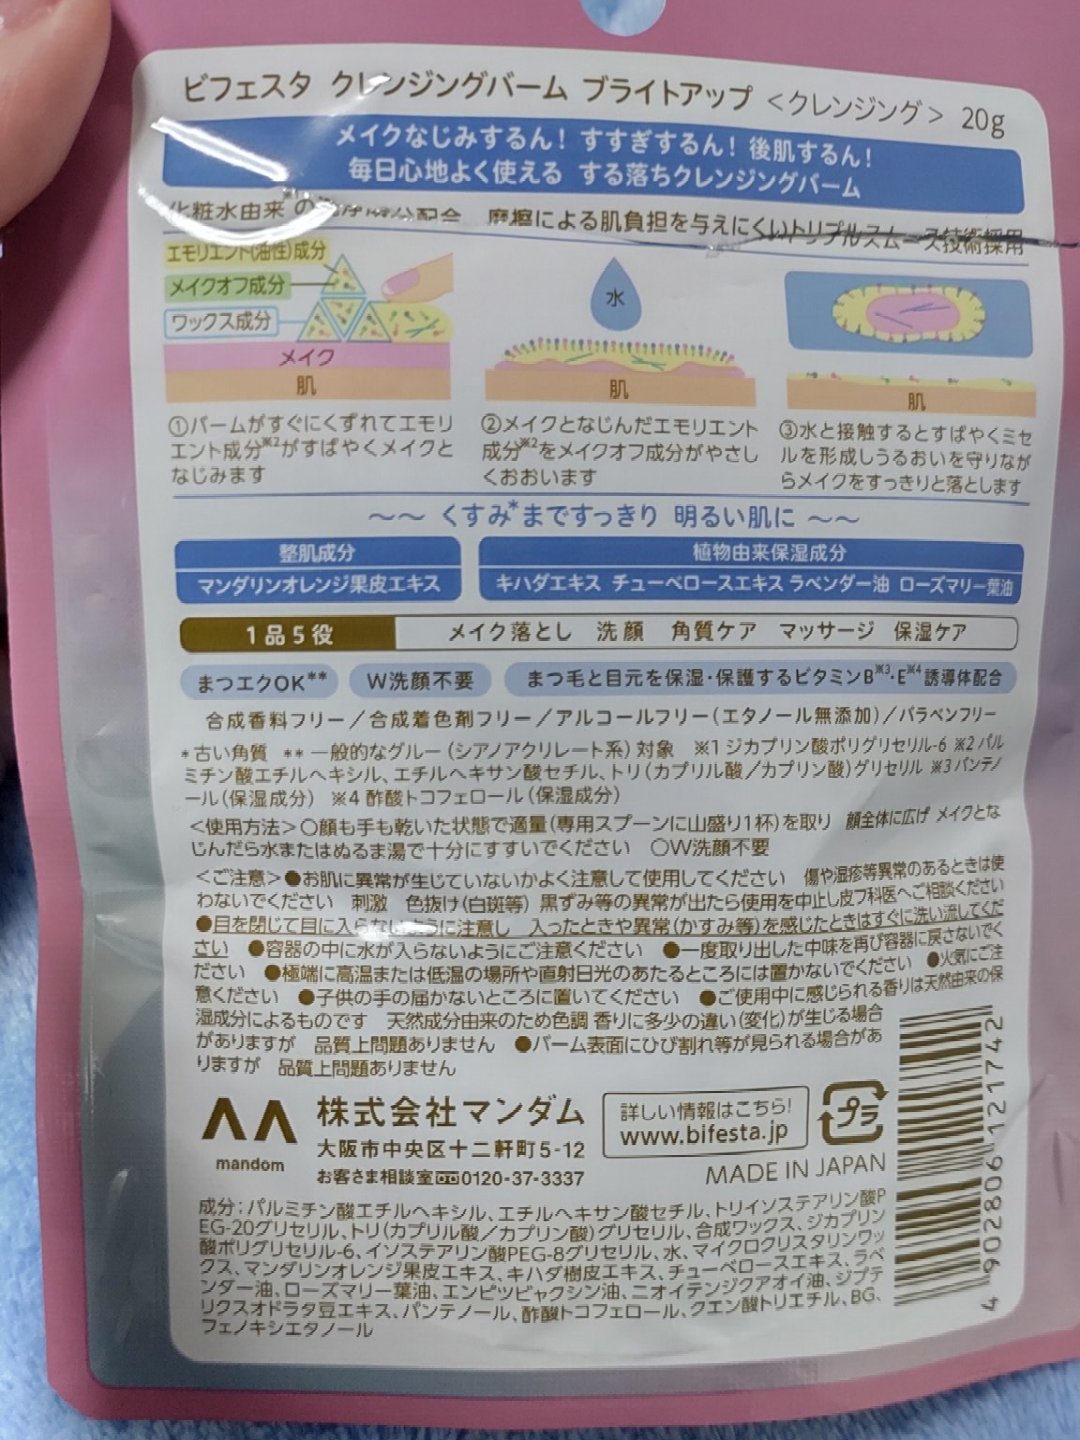 ビフェスタ クレンジングバーム ブライトアップ <クレンジング> 20g
メイクなじみするん! すすぎするん! 後肌するん!
毎日心地よく使える する落ちクレンジングバーム
化粧水由来※1の 成分配合 摩擦による肌負担を与えにくいトリプルスムース技術採用
エモリエント(油性)成分
メイクオフ成分
ワックス成分
メイク
肌
水
肌
肌
①バームがすぐにくずれてエモリ
エント成分※2がすばやくメイクと
なじみます
②メイクとなじんだエモリエント
成分※2をメイクオフ成分がやさし
くおおいます
③水と接触するとすばやくミセ
ルを形成しうるおいを守りなが
らメイクをすっきりと落とします
〜〜 くすみ*まですっきり 明るい肌に 〜〜
整肌成分
マンダリンオレンジ果皮エキス
植物由来保湿成分
キハダエキス チューベロースエキス ラベンダー油 ローズマリー葉油
1品5役
メイク落とし 洗顔 角質ケア マッサージ 保湿ケア
まつエクOK**
W洗顔不要
まつ毛と目元を保湿・保護するビタミンB※3・E※4誘導体配合
合成香料フリー/合成着色剤フリー/アルコールフリー(エタノール無添加)/パラベンフリー
*古い角質 **一般的なグルー(シアノアクリレート系)対象 ※1 ジカプリン酸ポリグリセリル-6 ※2 パル
ミチン酸エチルヘキシル、エチルヘキサン酸セチル、トリ(カプリル酸/カプリン酸)グリセリル ※3 パンテノ
ール(保湿成分) ※4 酢酸トコフェロール(保湿成分)
<使用方法>○顔も手も乾いた状態で適量(専用スプーンに山盛り1杯)を取り 顔全体に広げ メイクとな
じんだら水またはぬるま湯で十分にすすいでください ○W洗顔不要
<ご注意>●お肌に異常が生じていないかよく注意して使用してください 傷や湿疹等異常のあるときは使
わないでください 刺激 色抜け(白斑等) 黒ずみ等の異常が出たら使用を中止し皮フ科医へご相談ください
●目を閉じて目に入らないように注意し 入ったときや異常(かすみ等)を感じたときはすぐに洗い流してくだ
さい ●容器の中に水が入らないようにご注意ください ●一度取り出した中味を再び容器に戻さないでく
ださい ●極端に高温または低温の場所や直射日光のあたるところには置かないでください ●火気にご注
意ください ●子供の手の届かないところに置いてください ●ご使用中に感じられる香りは天然由来の保
湿成分によるものです 天然成分由来のため色調 香りに多少の違い(変化)が生じる場合
がありますが 品質上問題ありません ●バーム表面にひび割れ等が見られる場合があ
りますが 品質上問題ありません
mandom
株式会社マンダム
大阪市中央区十二軒町5-12
お客さま相談室 0120-37-3337
詳しい情報はこちら!
www.bifesta.jp
プラ
MADE IN JAPAN
4 902806 121742
成分:パルミチン酸エチルヘキシル、エチルヘキサン酸セチル、トリイソステアリン酸P
EG-20グリセリル、トリ(カプリル酸/カプリン酸)グリセリル、合成ワックス、ジカプリン
酸ポリグリセリル-6、イソステアリン酸PEG-8グリセリル、水、マイクロクリスタリンワッ
クス、マンダリンオレンジ果皮エキス、キハダ樹皮エキス、チューベロースエキス、ラベ
ンダー油、ローズマリー葉油、エンピツビャクシン油、ニオイテンジクアオイ油、ジプテ
リクスオドラタ豆エキス、パンテノール、酢酸トコフェロール、クエン酸トリエチル、BG、
フェノキシエタノール